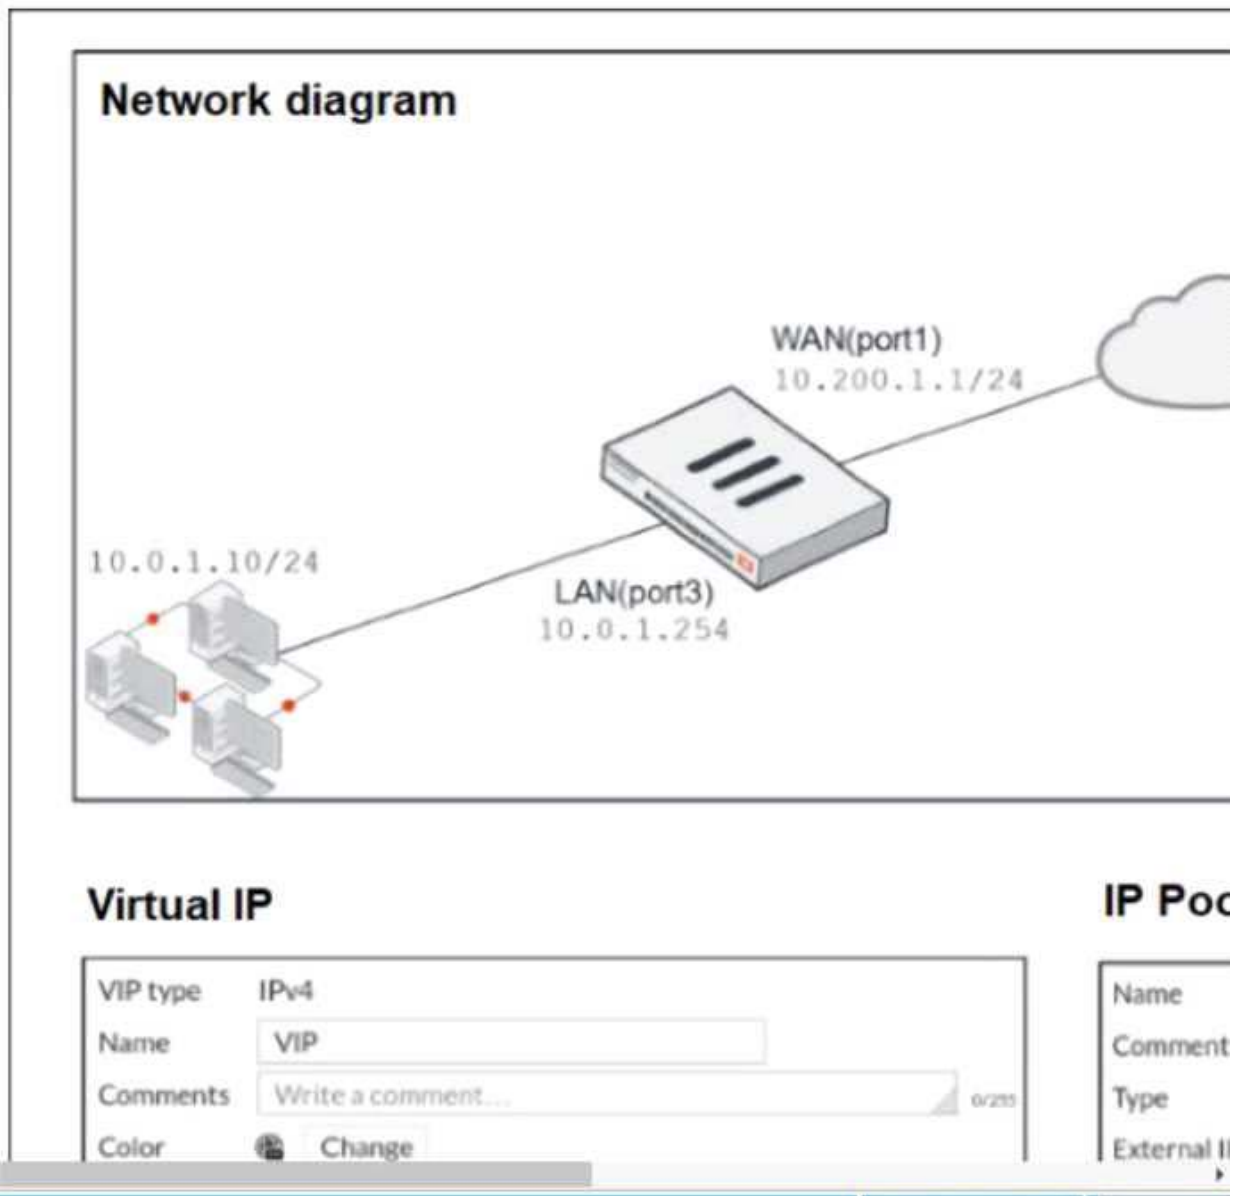 Network diagram
WAN(port1)
10.200.1.1/24
10.0.1.10/24
LAN(port3)
10.0.1.254
Virtual IP
VIP type IPv4
Name VIP
Comments Write a comment... 0/255
Color Change
IP Poo
Name
Comment
Type
External I